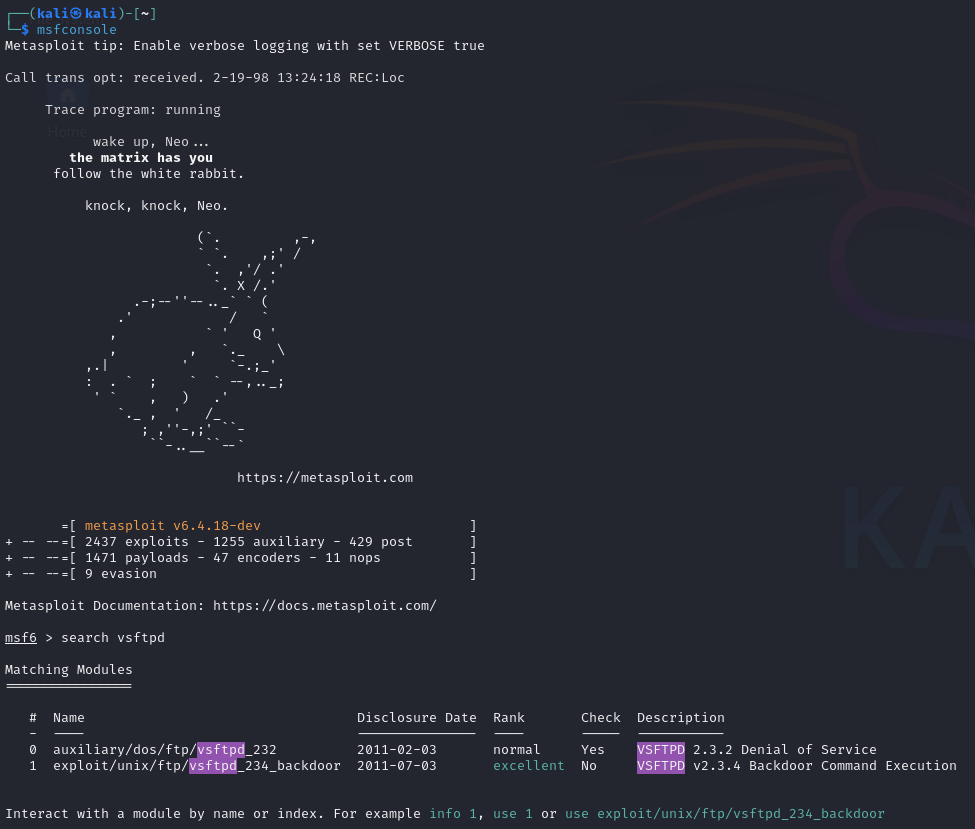 ┌──(kali㉿kali)-[~]
└─$ msfconsole
Metasploit tip: Enable verbose logging with set VERBOSE true

Call trans opt: received. 2-19-98 13:24:18 REC:Loc

     Trace program: running
Home
           wake up, Neo...
        the matrix has you
      follow the white rabbit.

          knock, knock, Neo.

                        (`.         ,-,
                        ` `.    ,;' /
                         `.  ,'/ .'
                          `. X /.'
                .-;--''--.._` ` (
              .'            /   `
             ,           ` '   Q '
             ,         ,   `._    \
          ,.|         '     `-.;_'
          :  . `  ;    `  ` --,.._;
           ' `    ,   )   .'
              `._ ,  '   /_
                 ; ,''-,;' ``-
                  ``-..__``--`

                             https://metasploit.com

       =[ metasploit v6.4.18-dev                          ]
+ -- --=[ 2437 exploits - 1255 auxiliary - 429 post       ]
+ -- --=[ 1471 payloads - 47 encoders - 11 nops           ]
+ -- --=[ 9 evasion                                       ]
KA

Metasploit Documentation: https://docs.metasploit.com/

msf6 > search vsftpd

Matching Modules
================

   #  Name                                  Disclosure Date  Rank       Check  Description
   -  ----                                  ---------------  ----       -----  -----------
   0  auxiliary/dos/ftp/vsftpd_232          2011-02-03       normal     Yes    VSFTPD 2.3.2 Denial of Service
   1  exploit/unix/ftp/vsftpd_234_backdoor  2011-07-03       excellent  No     VSFTPD v2.3.4 Backdoor Command Execution

Interact with a module by name or index. For example info 1, use 1 or use exploit/unix/ftp/vsftpd_234_backdoor